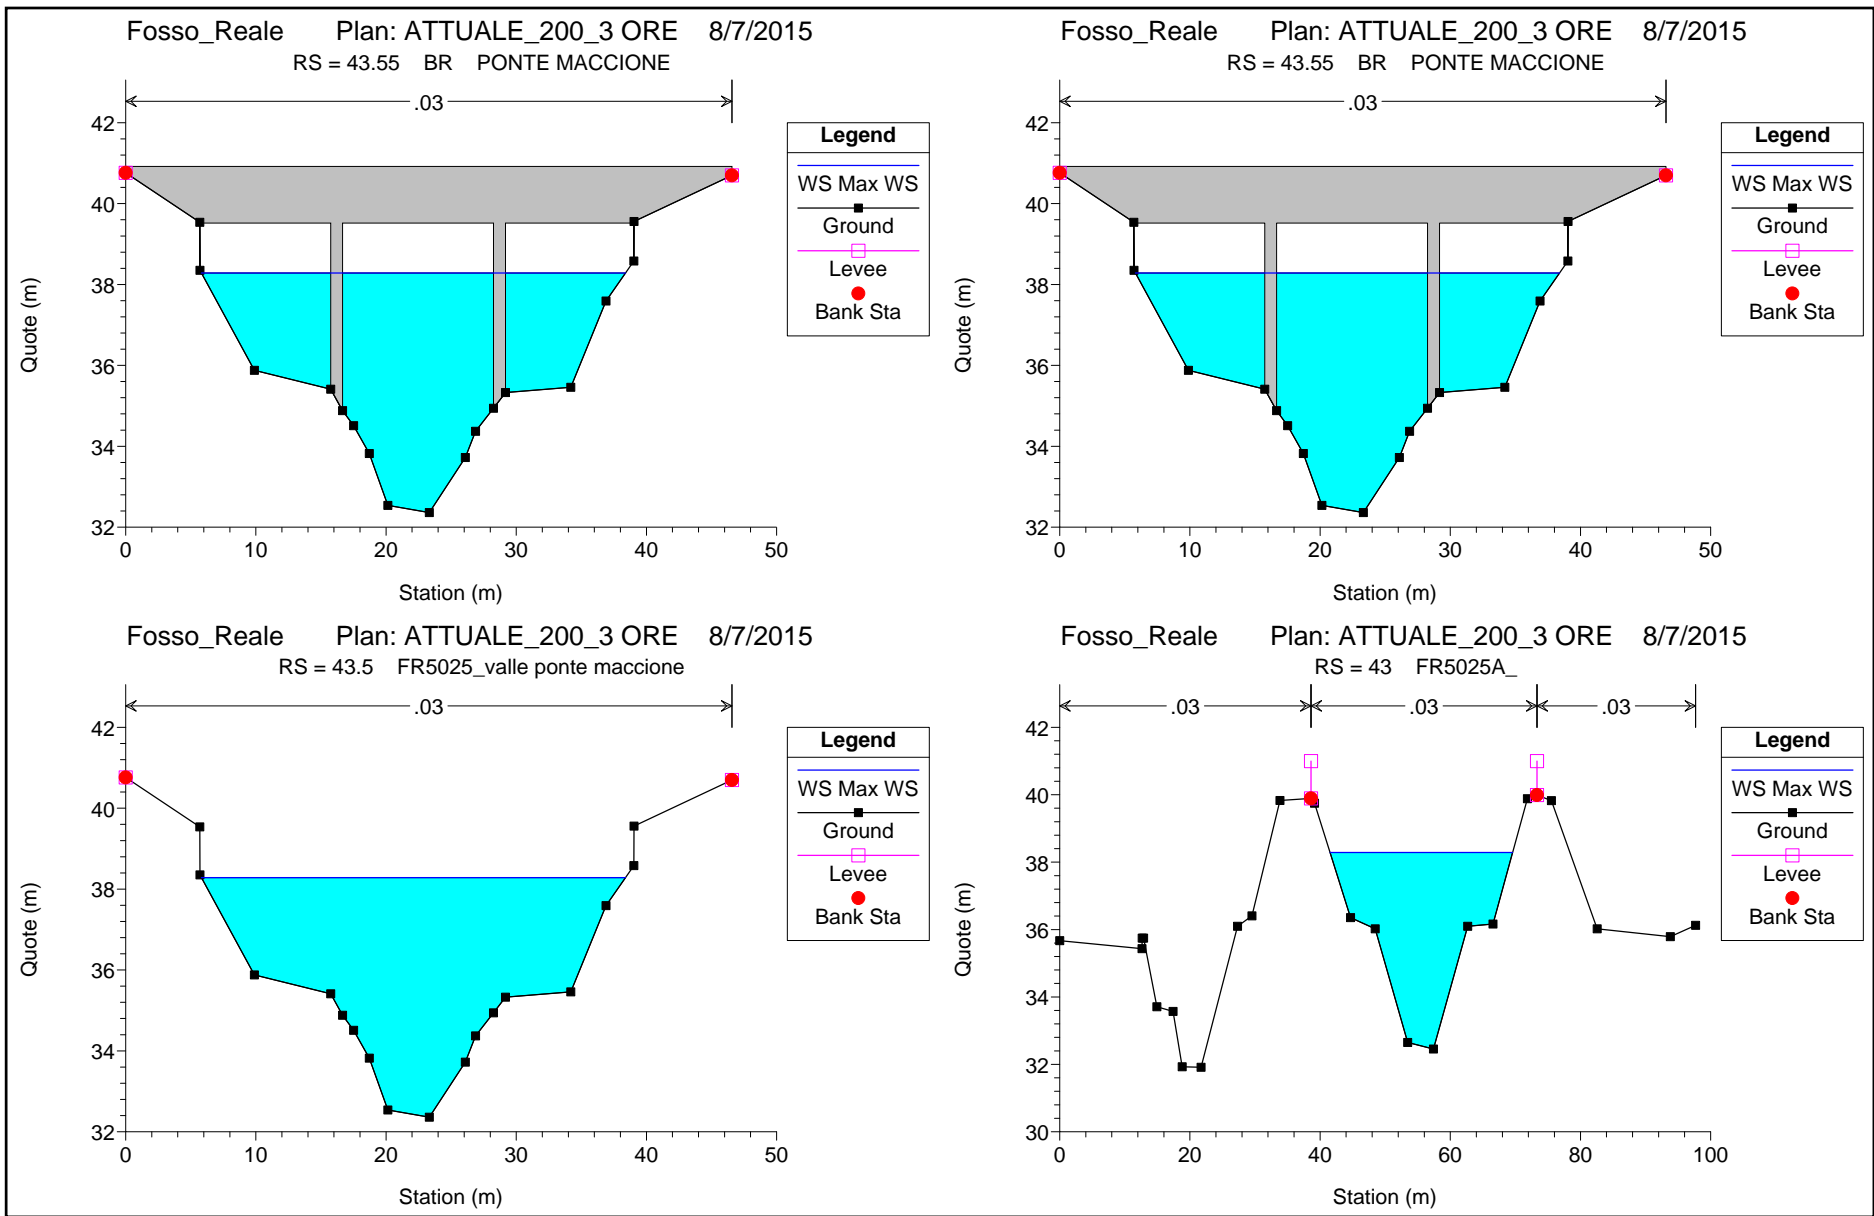 Fosso_Reale Plan: ATTUALE_200_3 ORE 8/7/2015
RS = 43.55 BR PONTE MACCIONE
.03
42
40
38
36
34
32
0 10 20 30 40 50
Quote (m)
Station (m)
Legend
WS Max WS
Ground
Levee
Bank Sta
Fosso_Reale Plan: ATTUALE_200_3 ORE 8/7/2015
RS = 43.55 BR PONTE MACCIONE
.03
42
40
38
36
34
32
0 10 20 30 40 50
Quote (m)
Station (m)
Legend
WS Max WS
Ground
Levee
Bank Sta
Fosso_Reale Plan: ATTUALE_200_3 ORE 8/7/2015
RS = 43.5 FR5025_valle ponte maccione
.03
42
40
38
36
34
32
0 10 20 30 40 50
Quote (m)
Station (m)
Legend
WS Max WS
Ground
Levee
Bank Sta
Fosso_Reale Plan: ATTUALE_200_3 ORE 8/7/2015
RS = 43 FR5025A_
.03 .03 .03
42
40
38
36
34
32
30
0 20 40 60 80 100
Quote (m)
Station (m)
Legend
WS Max WS
Ground
Levee
Bank Sta